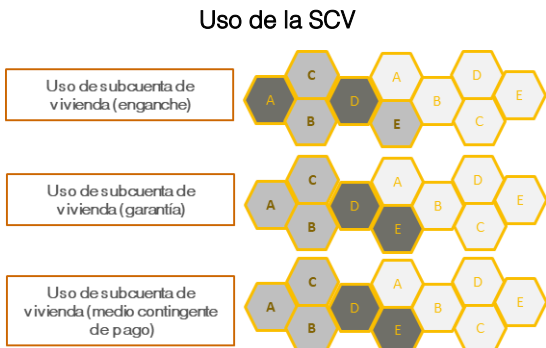 Uso de la SCV
Uso de subcuenta de
vivienda (enganche)
A
C
B
D
A
E
B
D
C
E
Uso de subcuenta de
vivienda (garantía)
A
C
B
D
A
E
B
D
C
E
Uso de subcuenta de
vivienda (medio contingente
de pago)
A
C
B
D
A
E
B
D
C
E